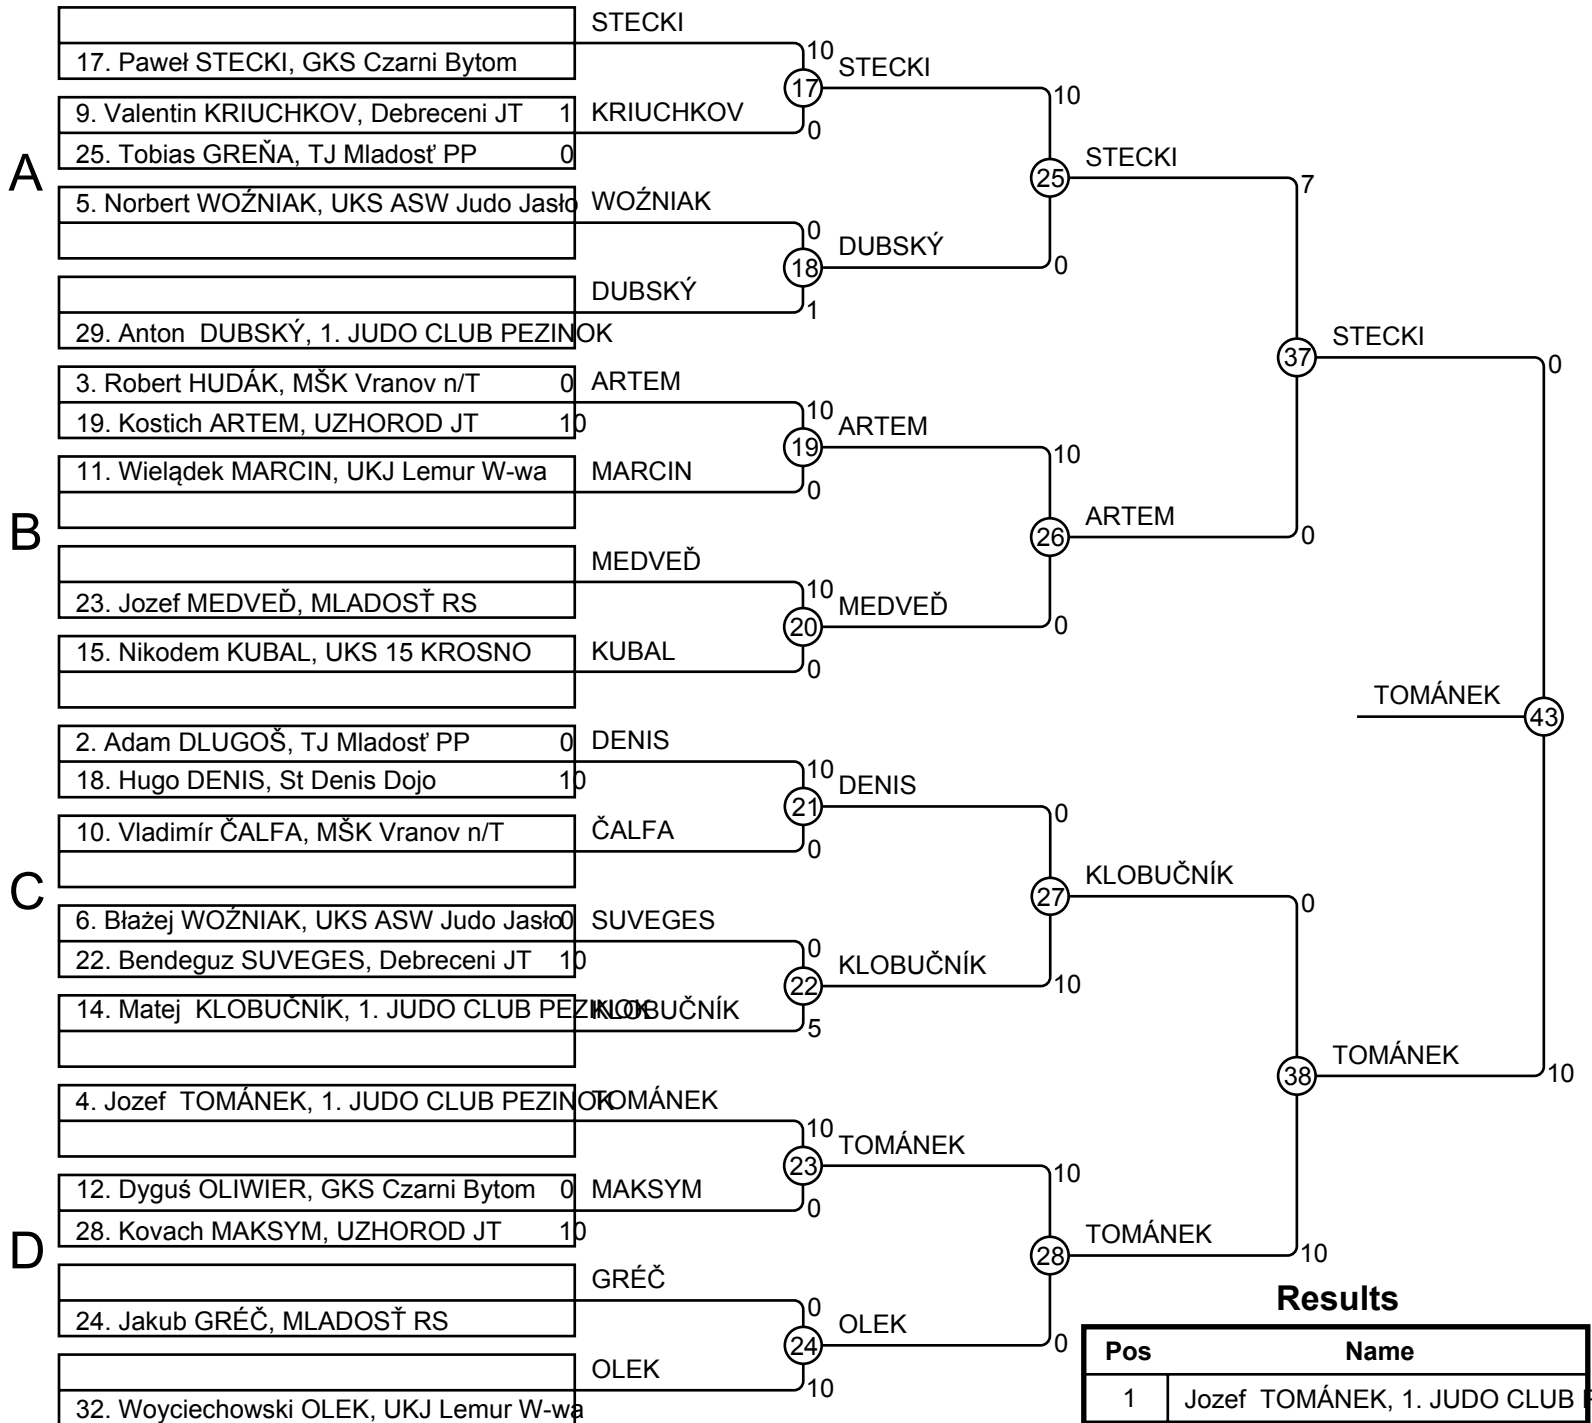 A
17. Paweł STECKI, GKS Czarni Bytom
9. Valentin KRIUCHKOV, Debreceni JT 1
25. Tobias GREŇA, TJ Mladosť PP 0
5. Norbert WOŹNIAK, UKS ASW Judo Jasło
29. Anton DUBSKÝ, 1. JUDO CLUB PEZINOK
B
3. Robert HUDÁK, MŠK Vranov n/T 0
19. Kostich ARTEM, UZHOROD JT 10
11. Wielądek MARCIN, UKJ Lemur W-wa
23. Jozef MEDVEĎ, MLADOSŤ RS
15. Nikodem KUBAL, UKS 15 KROSNO
C
2. Adam DLUGOŠ, TJ Mladosť PP 0
18. Hugo DENIS, St Denis Dojo 10
10. Vladimír ČALFA, MŠK Vranov n/T
6. Błażej WOŹNIAK, UKS ASW Judo Jasło 0
22. Bendeguz SUVEGES, Debreceni JT 10
14. Matej KLOBUČNÍK, 1. JUDO CLUB PEZINOK
D
4. Jozef TOMÁNEK, 1. JUDO CLUB PEZINOK
12. Dyguś OLIWIER, GKS Czarni Bytom 0
28. Kovach MAKSYM, UZHOROD JT 10
24. Jakub GRÉČ, MLADOSŤ RS
32. Woyciechowski OLEK, UKJ Lemur W-wa
STECKI
10
17
KRIUCHKOV
0
WOŹNIAK
0
18
DUBSKÝ
1
ARTEM
10
19
MARCIN
0
MEDVEĎ
10
20
KUBAL
0
DENIS
10
21
ČALFA
0
SUVEGES
0
22
KLOBUČNÍK
5
TOMÁNEK
10
23
MAKSYM
0
GRÉČ
0
24
OLEK
10
STECKI
10
25
DUBSKÝ
0
ARTEM
10
26
MEDVEĎ
0
DENIS
0
27
KLOBUČNÍK
10
TOMÁNEK
10
28
OLEK
0
STECKI
7
37
ARTEM
0
KLOBUČNÍK
0
38
TOMÁNEK
10
STECKI
0
TOMÁNEK
43
TOMÁNEK
10
Results
Pos Name
1 Jozef TOMÁNEK, 1. JUDO CLUB